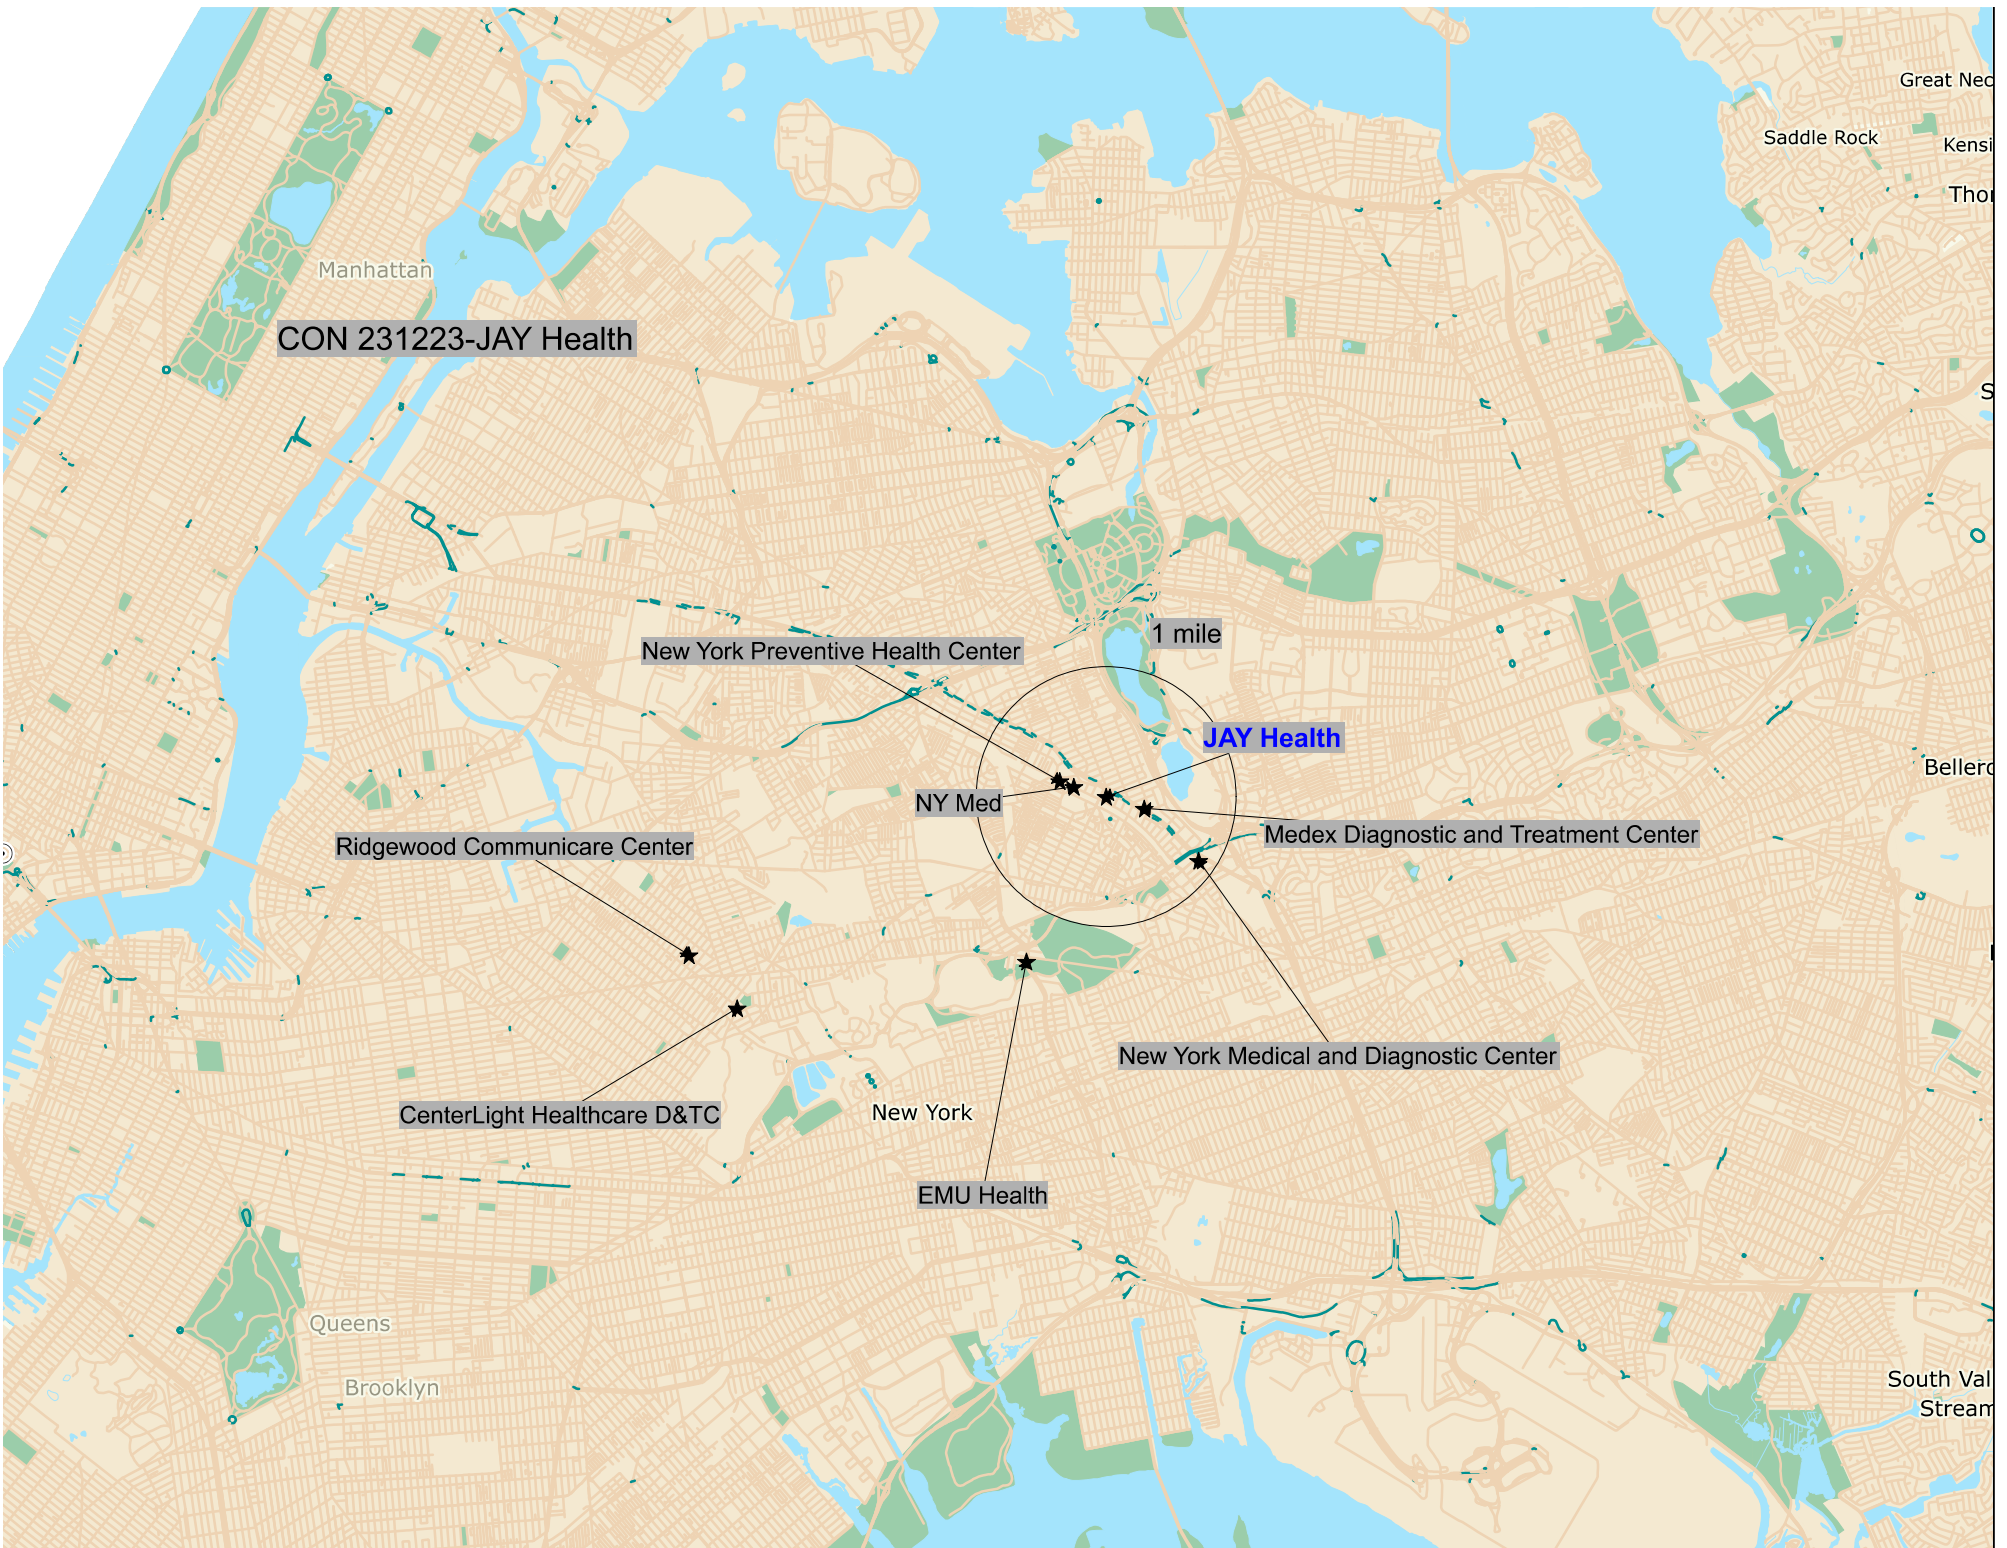 Great Nec
Saddle Rock
Kensi
Thor
Manhattan
CON 231223-JAY Health
S
1 mile
New York Preventive Health Center
JAY Health
Bellero
NY Med
Medex Diagnostic and Treatment Center
Ridgewood Communicare Center
New York Medical and Diagnostic Center
CenterLight Healthcare D&TC
New York
EMU Health
Queens
Brooklyn
South Val
Stream